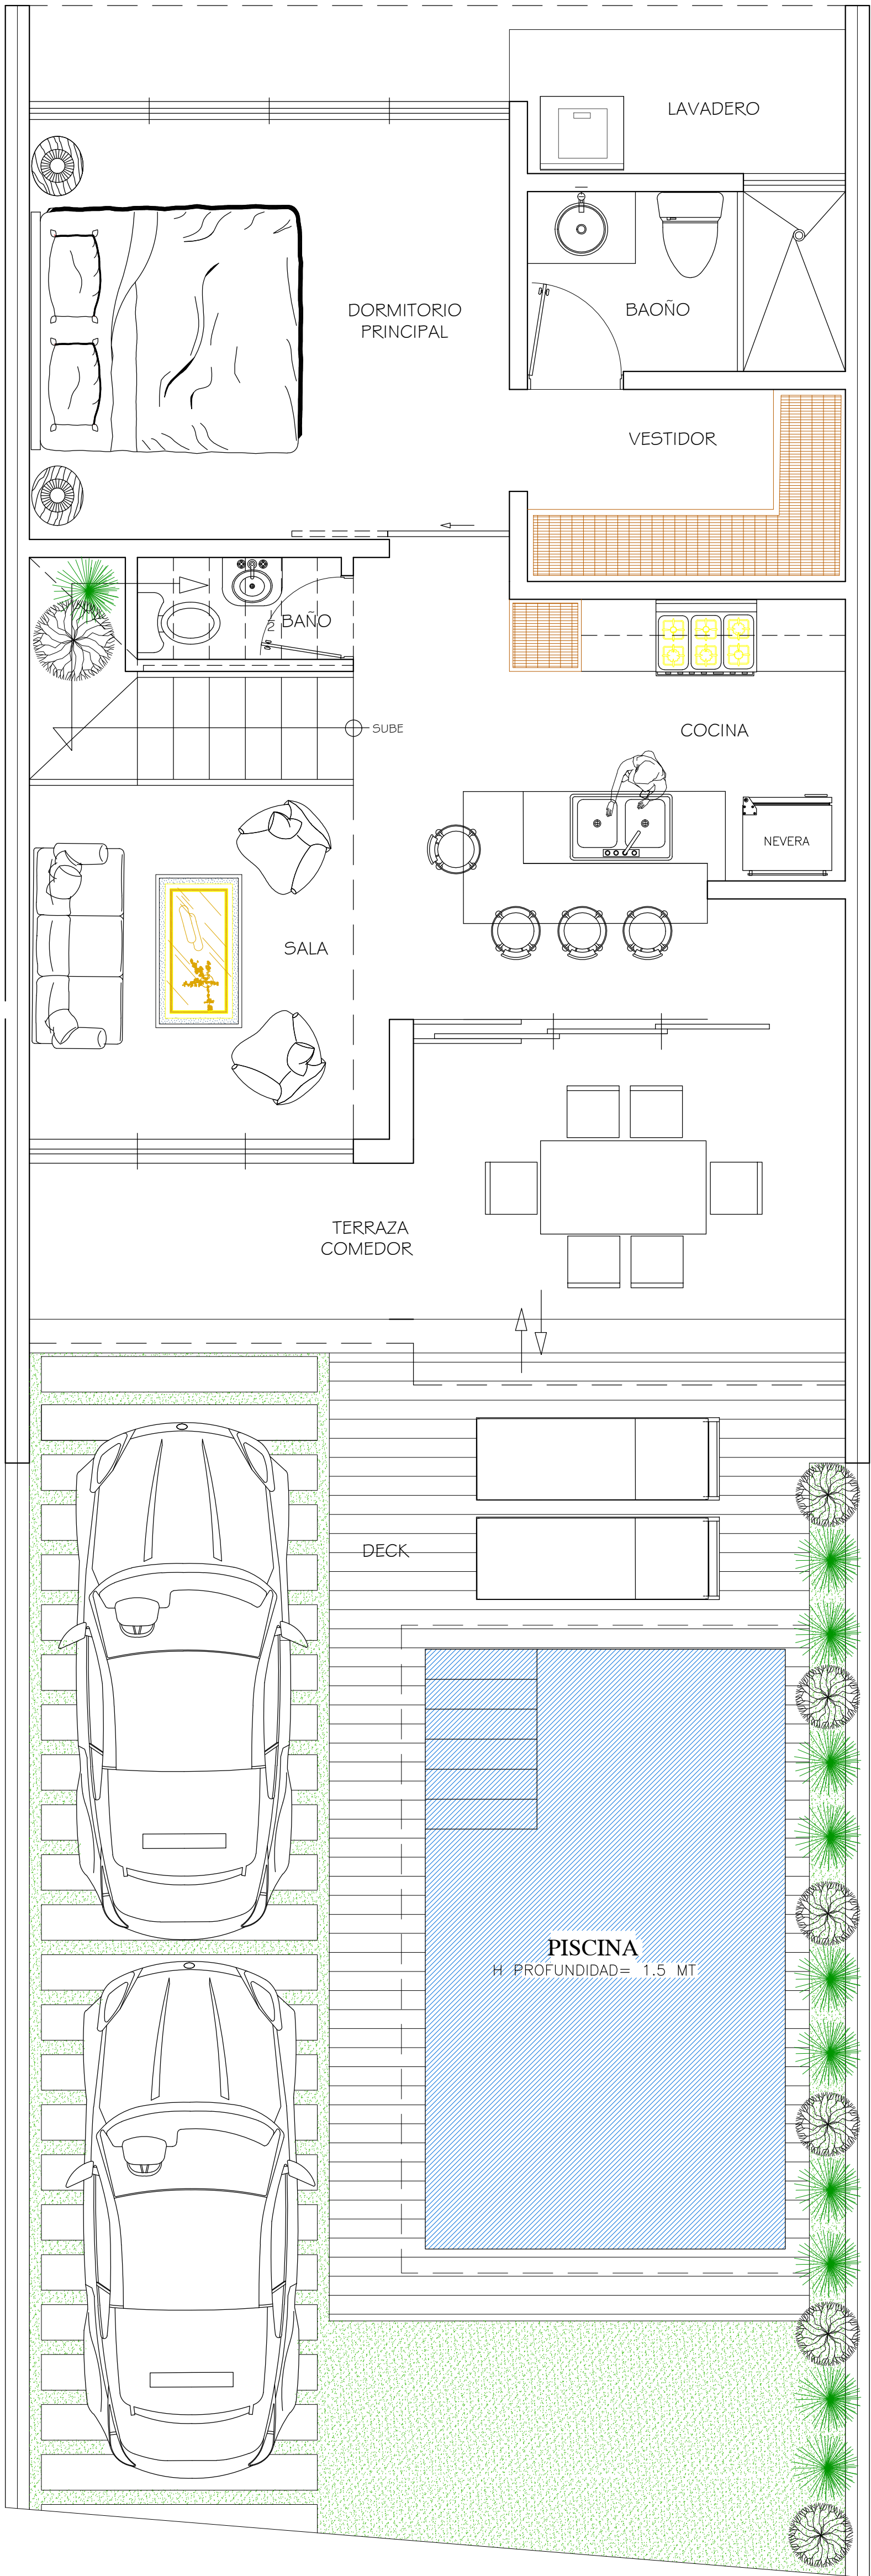 LAVADERO
DORMITORIO
PRINCIPAL
BAOÑO
VESTIDOR
1/2 BAÑO
SUBE
COCINA
NEVERA
SALA
TERRAZA
COMEDOR
DECK
PISCINA
H PROFUNDIDAD= 1.5 MT